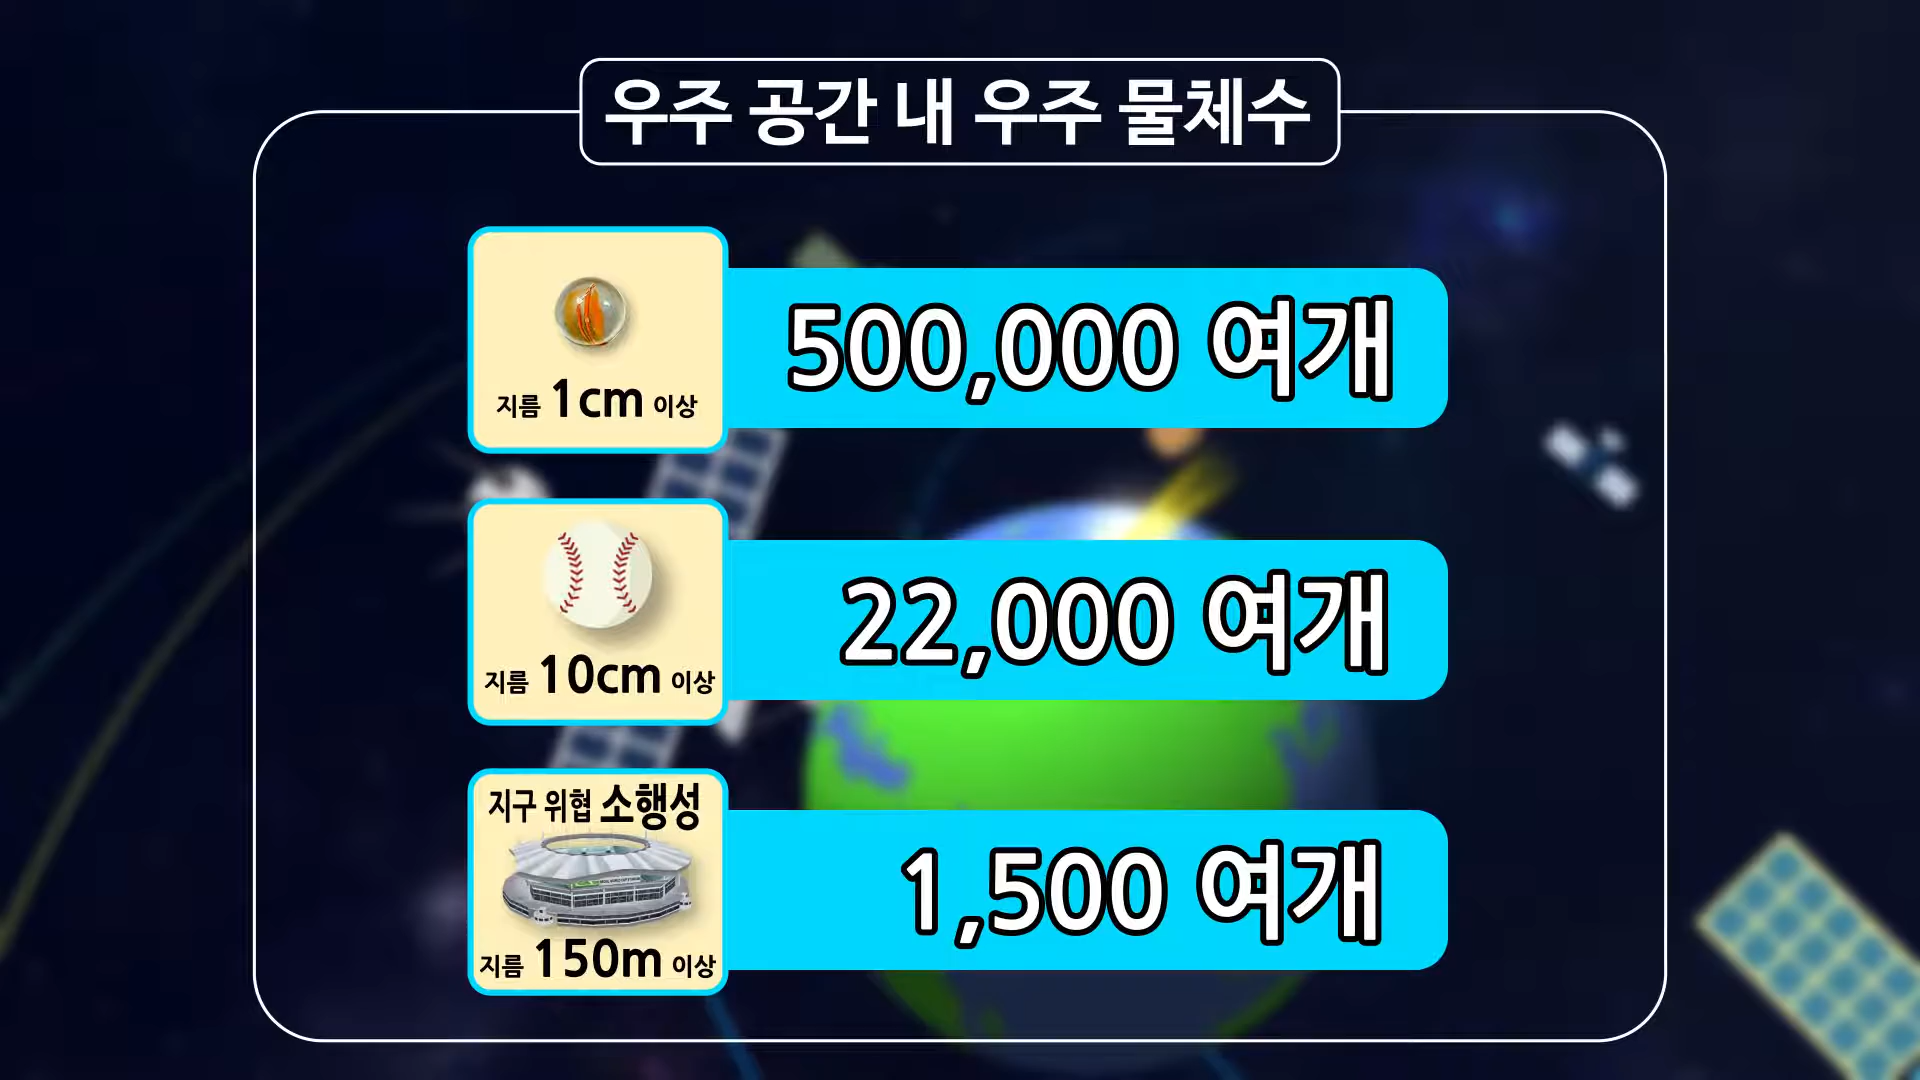 우주 공간 내 우주 물체수
지름 1cm 이상
500,000 여개
지름 10cm 이상
22,000 여개
지구 위협 소행성
지름 150m 이상
1,500 여개